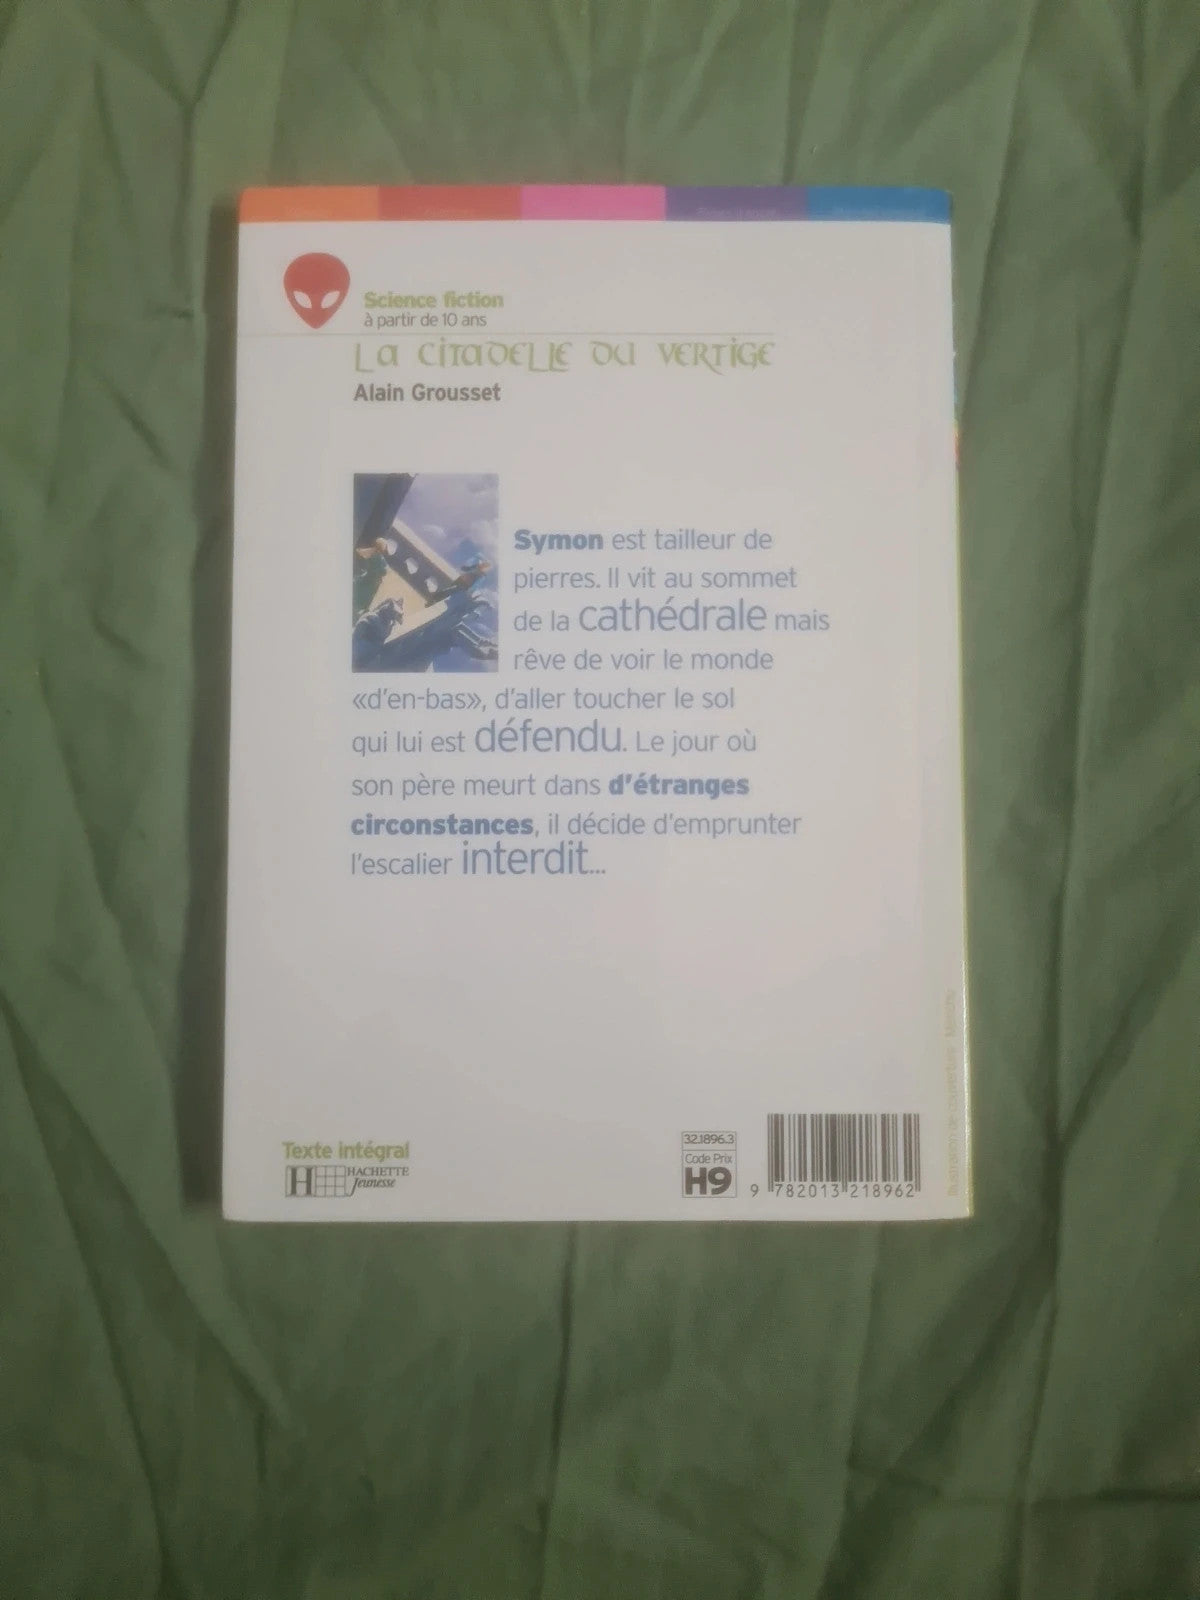 Science fiction
à partir de 10 ans
La citadelle du vertige
Alain Grousset
Symon est tailleur de
pierres. Il vit au sommet
de la cathédrale mais
rêve de voir le monde
«d'en-bas», d'aller toucher le sol
qui lui est défendu. Le jour où
son père meurt dans d'étranges
circonstances, il décide d'emprunter
l'escalier interdit...
Texte intégral
H HACHETTE
Jeunesse
32.1896.3
Code Prix
H9
9 782013 218962
Illustration de couverture :